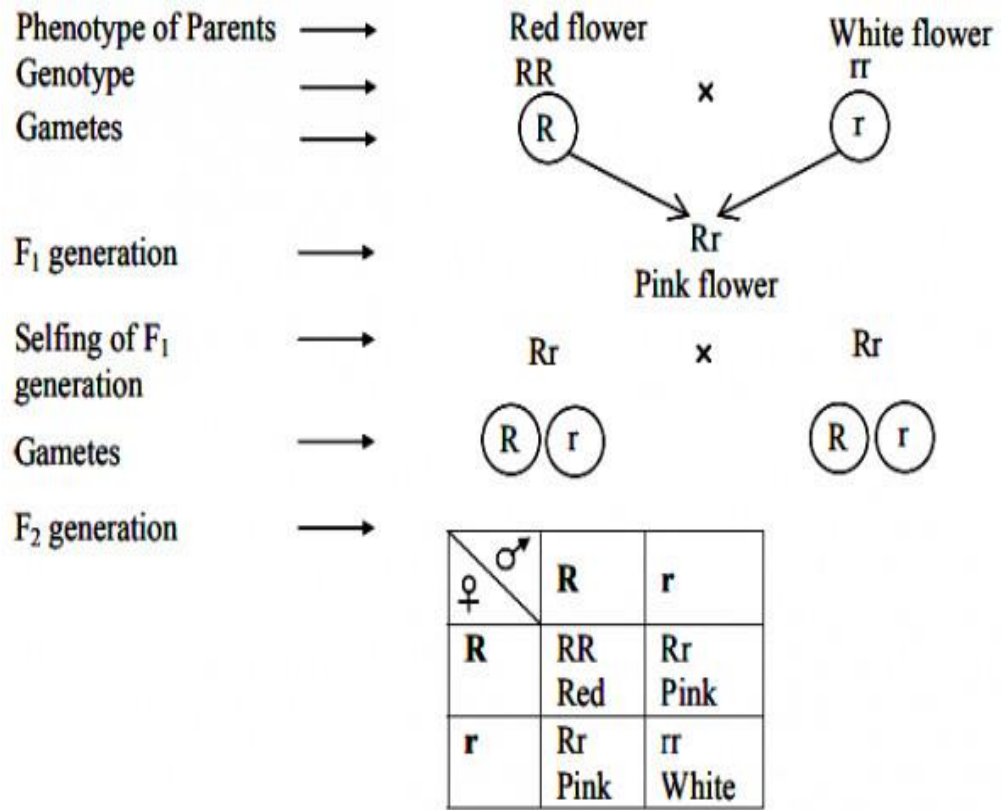 Phenotype of Parents Red flower White flower
Genotype RR × rr
Gametes R r
F₁ generation Rr
Pink flower
Selfing of F₁ Rr × Rr
generation
Gametes R r R r
F₂ generation
♀ ♂ R r
R RR Rr
Red Pink
r Rr rr
Pink White